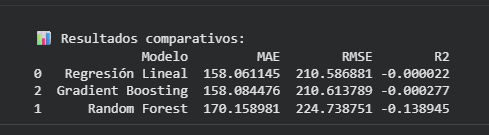 📊 Resultados comparativos:
Modelo MAE RMSE R2
0 Regresión Lineal 158.061145 210.586881 -0.000022
2 Gradient Boosting 158.084476 210.613789 -0.000277
1 Random Forest 170.158981 224.738751 -0.138945